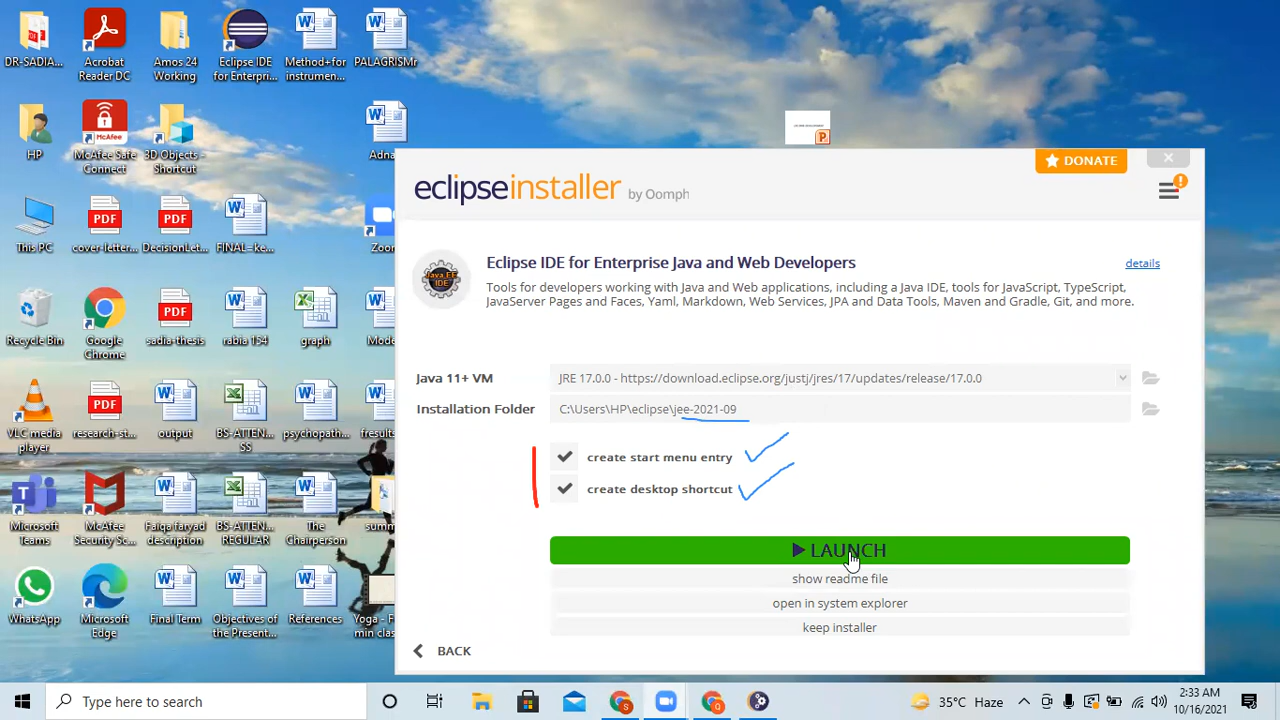 DR-SADIA...
Acrobat
Reader DC
Amos 24
Working
Eclipse IDE
for Enterpri...
Method+for
instrumen...
PALAGRISMr
HP
McAfee Safe
Connect
3D Objects -
Shortcut
Adna
This PC
cover-letter...
DecisionLet...
FINAL--ke...
Zoo
Recycle Bin
Google
Chrome
sadia-thesis
rabia 154
graph
Mode
VLC media
player
research-st...
output
BS-ATTEN...
SS
psychopath...
fresults
Microsoft
Teams
McAfee
Security Sc...
Faiqa faryad
description
BS-ATTEN...
REGULAR
The
Chairperson
sum
WhatsApp
Microsoft
Edge
Final Term
Objectives of
the Present...
References
Yoga - F
min clas
DONATE
eclipseinstaller by Oomph
Eclipse IDE for Enterprise Java and Web Developers
details
Tools for developers working with Java and Web applications, including a Java IDE, tools for JavaScript, TypeScript,
JavaServer Pages and Faces, Yaml, Markdown, Web Services, JPA and Data Tools, Maven and Gradle, Git, and more.
Java 11+ VM
JRE 17.0.0 - https://download.eclipse.org/justj/jres/17/updates/release/17.0.0
Installation Folder
C:\Users\HP\eclipse\jee-2021-09
create start menu entry
create desktop shortcut
LAUNCH
show readme file
open in system explorer
keep installer
BACK
Type here to search
35°C Haze
2:33 AM
10/16/2021